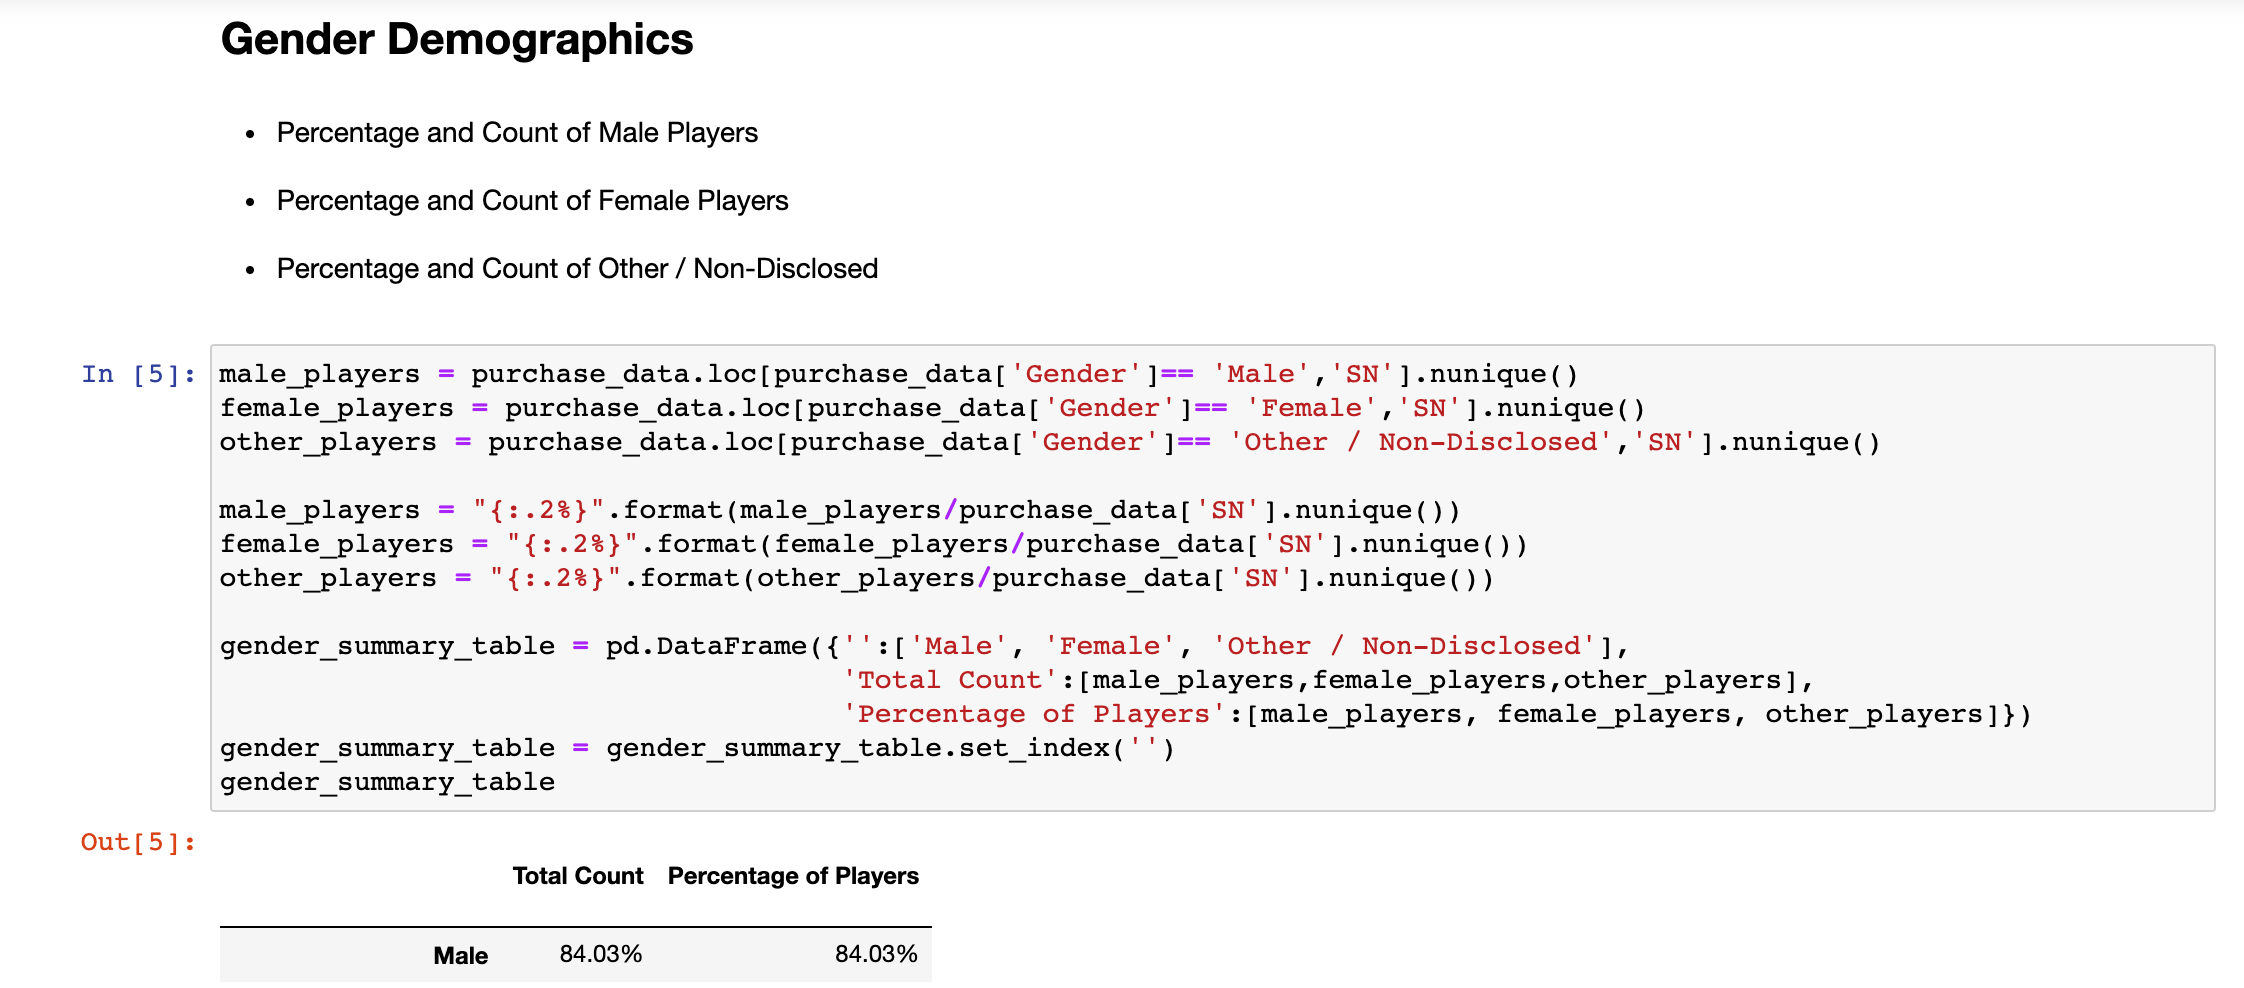 Gender Demographics
• Percentage and Count of Male Players
• Percentage and Count of Female Players
• Percentage and Count of Other / Non-Disclosed
In [5]: male_players = purchase_data.loc[purchase_data['Gender']== 'Male','SN'].nunique()
female_players = purchase_data.loc[purchase_data['Gender']== 'Female','SN'].nunique()
other_players = purchase_data.loc[purchase_data['Gender']== 'Other / Non-Disclosed','SN'].nunique()
male_players = "{:.2%}".format(male_players/purchase_data['SN'].nunique())
female_players = "{:.2%}".format(female_players/purchase_data['SN'].nunique())
other_players = "{:.2%}".format(other_players/purchase_data['SN'].nunique())
gender_summary_table = pd.DataFrame({'':['Male', 'Female', 'Other / Non-Disclosed'],
'Total Count':[male_players,female_players,other_players],
'Percentage of Players':[male_players, female_players, other_players]})
gender_summary_table = gender_summary_table.set_index('')
gender_summary_table
Out[5]:
Total Count Percentage of Players
Male 84.03% 84.03%